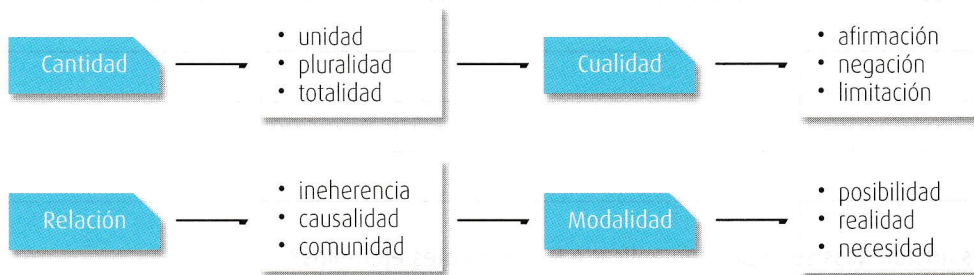 Cantidad
• unidad
• pluralidad
• totalidad
Cualidad
• afirmación
• negación
• limitación
Relación
• ineherencia
• causalidad
• comunidad
Modalidad
• posibilidad
• realidad
• necesidad